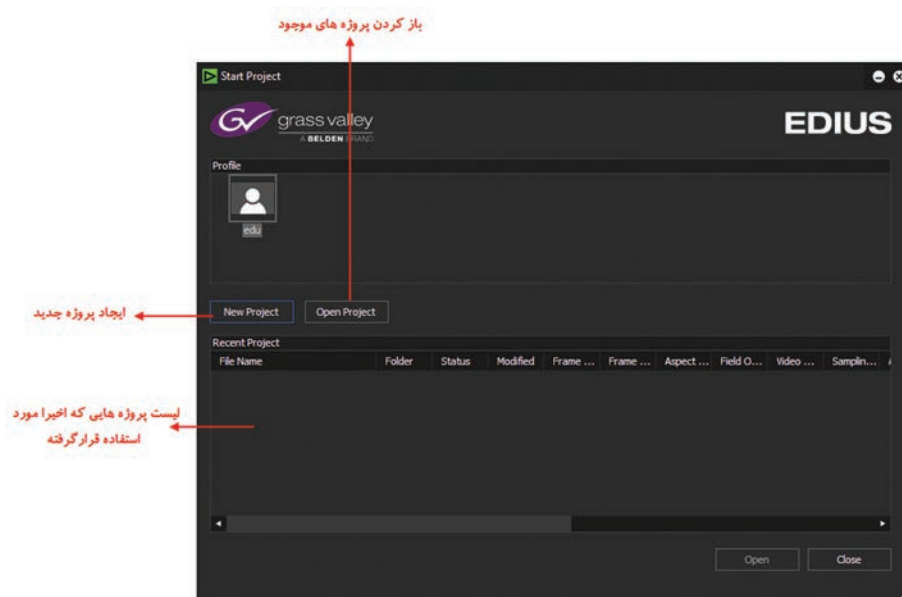 باز کردن پروژه های موجود
Start Project
GV grass valley
A BELDEN BRAND
EDIUS
Profile
edu
ایجاد پروژه جدید
New Project Open Project
Recent Project
File Name Folder Status Modified Frame ... Frame ... Aspect ... Field O... Video ... Samplin...
لیست پروژه هایی که اخیرا مورد
استفاده قرارگرفته
Open Close